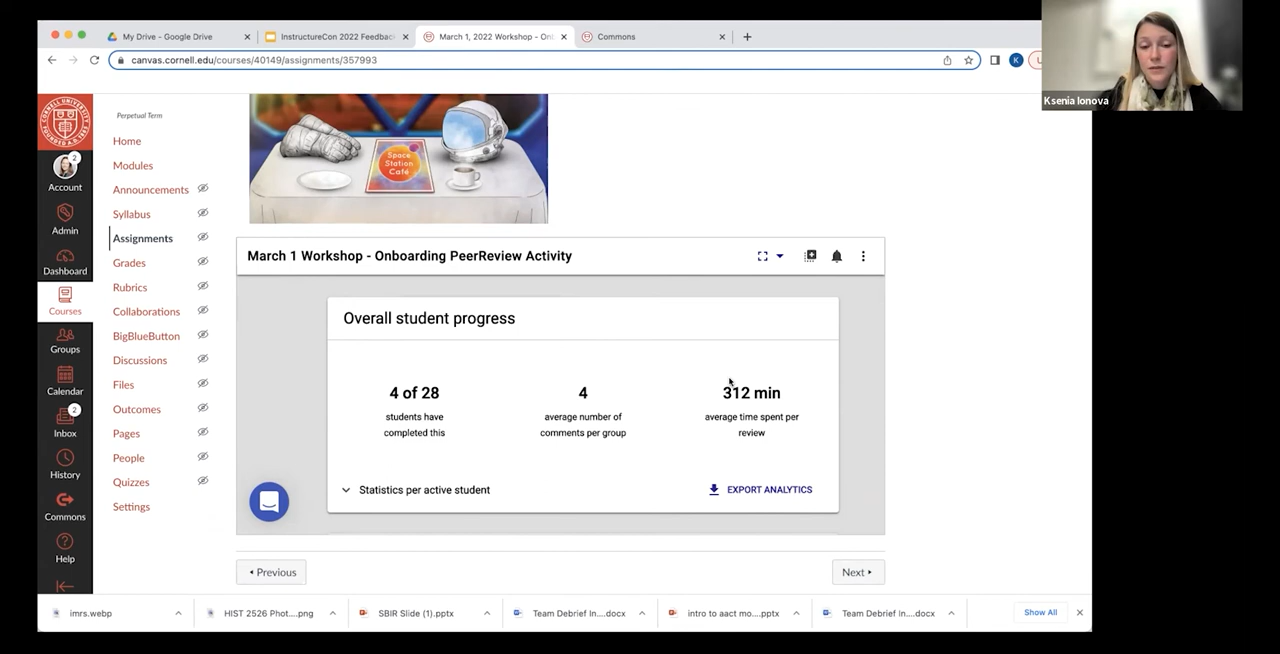 My Drive - Google Drive
InstructureCon 2022 Feedbac
March 1, 2022 Workshop - Onb
Commons
canvas.cornell.edu/courses/40149/assignments/357993
K
Ksenia Ionova
Perpetual Term
Home
Modules
Announcements
Syllabus
Assignments
Grades
Rubrics
Collaborations
BigBlueButton
Discussions
Files
Outcomes
Pages
People
Quizzes
Settings
2
Account
Admin
Dashboard
Courses
Groups
Calendar
2
Inbox
History
Commons
Help
Space
Station
Café
March 1 Workshop - Onboarding PeerReview Activity
Overall student progress
4 of 28
students have
completed this
4
average number of
comments per group
312 min
average time spent per
review
Statistics per active student
EXPORT ANALYTICS
Previous
Next
imrs.webp
HIST 2526 Phot....png
SBIR Slide (1).pptx
Team Debrief In....docx
intro to aact mo....pptx
Team Debrief In....docx
Show All